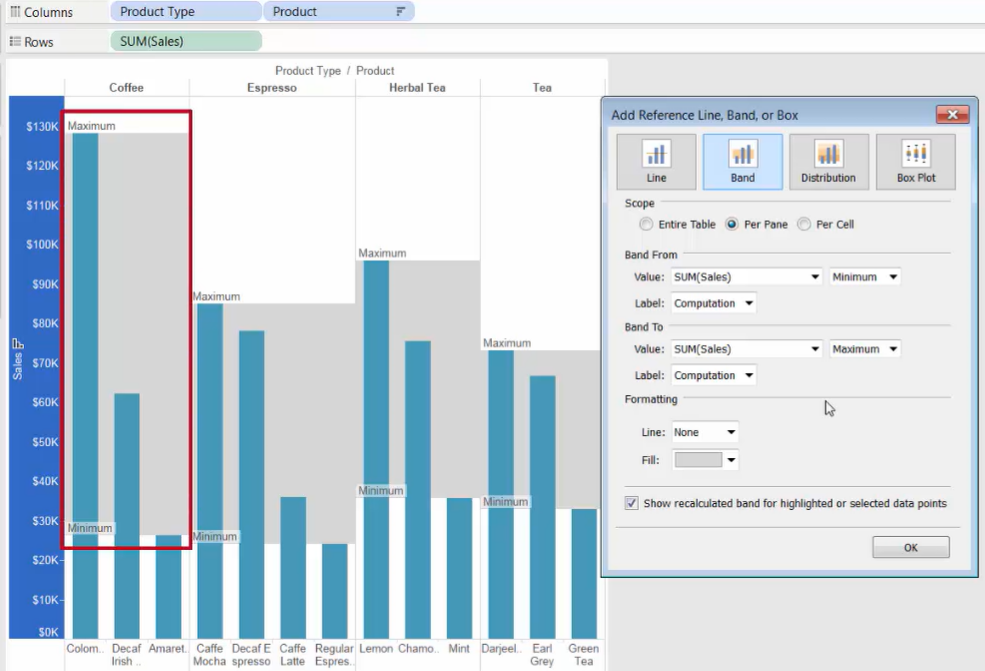 Columns Product Type Product
Rows SUM(Sales)
Product Type / Product
Coffee Espresso Herbal Tea Tea
Sales
$130K
$120K
$110K
$100K
$90K
$80K
$70K
$60K
$50K
$40K
$30K
$20K
$10K
$0K
Maximum
Minimum
Maximum
Minimum
Maximum
Minimum
Maximum
Minimum
Colom.. Decaf Irish .. Amaret.. Caffe Mocha Decaf E spresso Caffe Latte Regular Espres.. Lemon Chamo.. Mint Darjeel.. Earl Grey Green Tea
Add Reference Line, Band, or Box
Line Band Distribution Box Plot
Scope
Entire Table Per Pane Per Cell
Band From
Value: SUM(Sales) Minimum
Label: Computation
Band To
Value: SUM(Sales) Maximum
Label: Computation
Formatting
Line: None
Fill:
Show recalculated band for highlighted or selected data points
OK